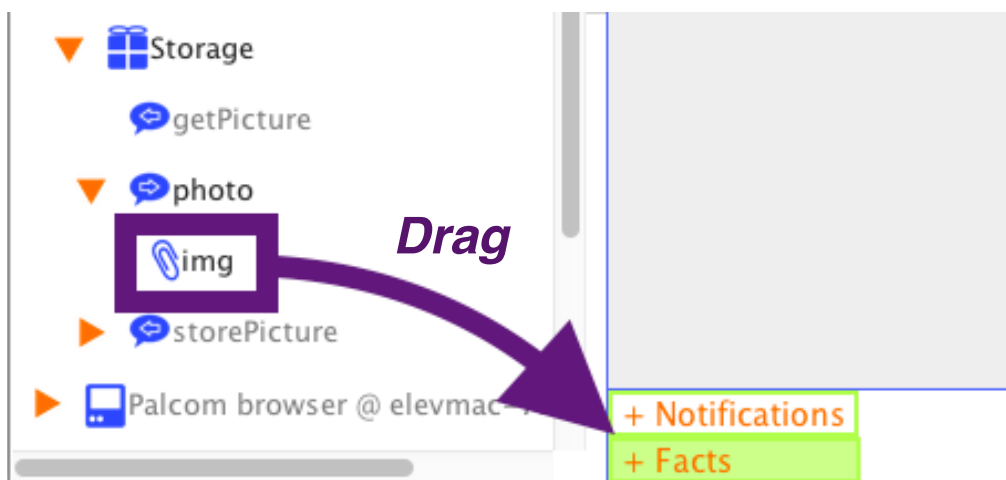 Storage
getPicture
photo
img
Drag
storePicture
Palcom browser @ elevmac-
+ Notifications
+ Facts